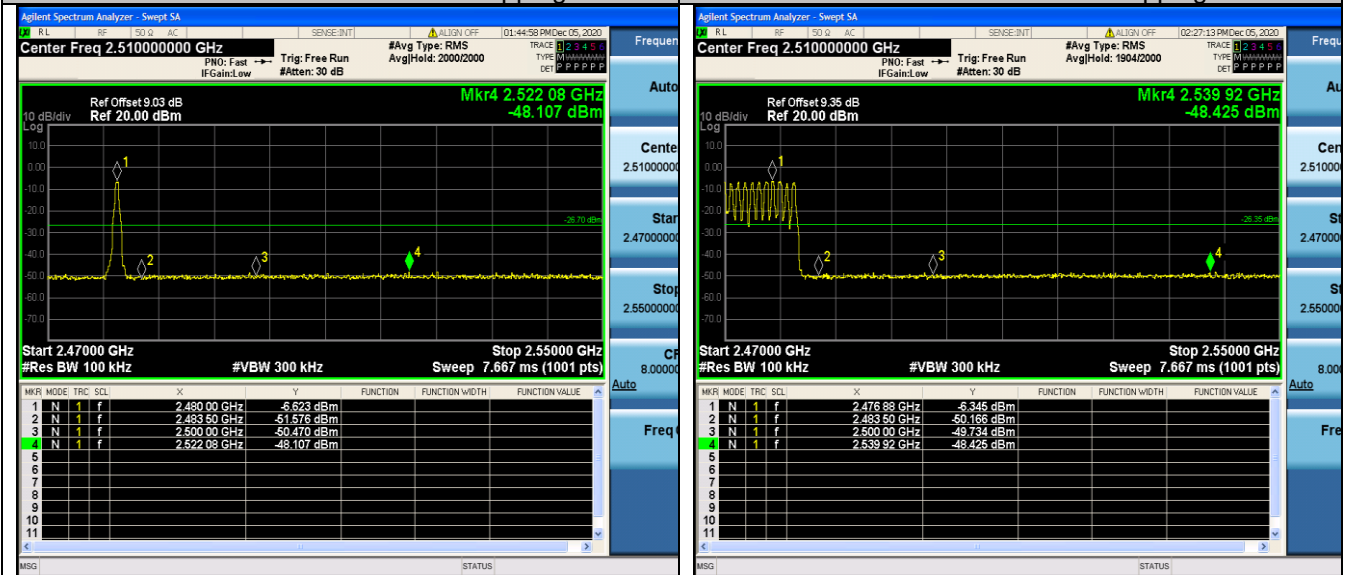 Agilent Spectrum Analyzer - Swept SA
RL RF 50 Ω AC SENSE:INT ALIGN OFF 01:44:58 PM Dec 05, 2020
Center Freq 2.510000000 GHz
PNO: Fast
IFGain:Low
Trig: Free Run
#Atten: 30 dB
#Avg Type: RMS
Avg|Hold: 2000/2000
TRACE 1 2 3 4 5 6
TYPE M
DET P P P P P P
Ref Offset 9.03 dB
10 dB/div Ref 20.00 dBm
Log
Mkr4 2.522 08 GHz
-48.107 dBm
10.0
0.00
-10.0
-20.0
-30.0
-40.0
-50.0
-60.0
-70.0
1
2
3
4
-26.70 dBm
Start 2.47000 GHz Stop 2.55000 GHz
#Res BW 100 kHz #VBW 300 kHz Sweep 7.667 ms (1001 pts)
MKR MODE TRC SCL X Y FUNCTION FUNCTION WIDTH FUNCTION VALUE
1 N 1 f 2.480 00 GHz -6.623 dBm
2 N 1 f 2.483 50 GHz -51.576 dBm
3 N 1 f 2.500 00 GHz -50.470 dBm
4 N 1 f 2.522 08 GHz -48.107 dBm
5
6
7
8
9
10
11
MSG STATUS
Frequen
Auto
Cente
2.51000000
Star
2.47000000
Stop
2.55000000
CF
8.00000
Auto
Freq
Agilent Spectrum Analyzer - Swept SA
RL RF 50 Ω AC SENSE:INT ALIGN OFF 02:27:13 PM Dec 05, 2020
Center Freq 2.510000000 GHz
PNO: Fast
IFGain:Low
Trig: Free Run
#Atten: 30 dB
#Avg Type: RMS
Avg|Hold: 1904/2000
TRACE 1 2 3 4 5 6
TYPE M
DET P P P P P P
Ref Offset 9.35 dB
10 dB/div Ref 20.00 dBm
Log
Mkr4 2.539 92 GHz
-48.425 dBm
10.0
0.00
-10.0
-20.0
-30.0
-40.0
-50.0
-60.0
-70.0
1
2
3
4
-26.35 dBm
Start 2.47000 GHz Stop 2.55000 GHz
#Res BW 100 kHz #VBW 300 kHz Sweep 7.667 ms (1001 pts)
MKR MODE TRC SCL X Y FUNCTION FUNCTION WIDTH FUNCTION VALUE
1 N 1 f 2.476 88 GHz -6.345 dBm
2 N 1 f 2.483 50 GHz -50.166 dBm
3 N 1 f 2.500 00 GHz -49.734 dBm
4 N 1 f 2.539 92 GHz -48.425 dBm
5
6
7
8
9
10
11
MSG STATUS
Frequ
Au
Cen
2.51000
St
2.47000
St
2.55000
8.000
Auto
Fre